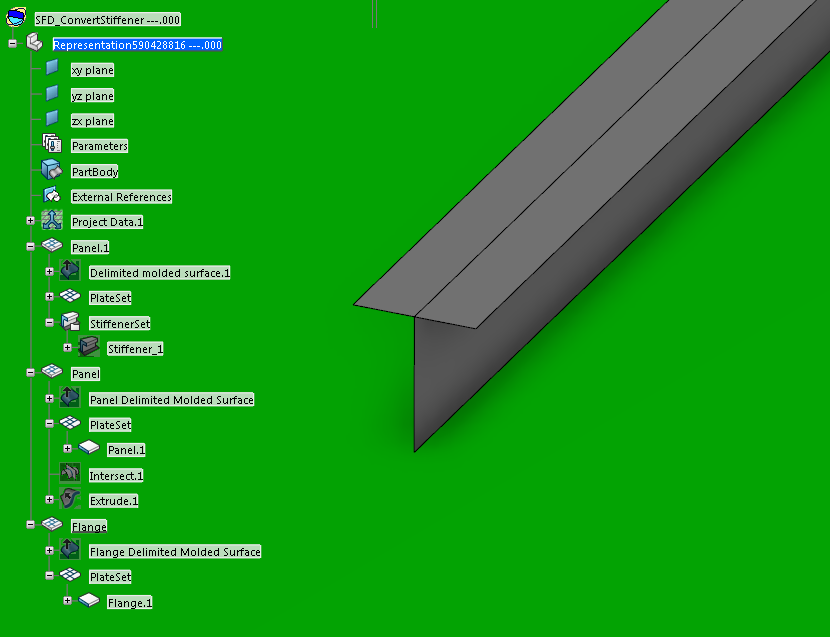 SFD_ConvertStiffener ---.000
Representation590428816 ---.000
xy plane
yz plane
zx plane
Parameters
PartBody
External References
Project Data.1
Panel.1
Delimited molded surface.1
PlateSet
StiffenerSet
Stiffener_1
Panel
Panel Delimited Molded Surface
PlateSet
Panel.1
Intersect.1
Extrude.1
Flange
Flange Delimited Molded Surface
PlateSet
Flange.1